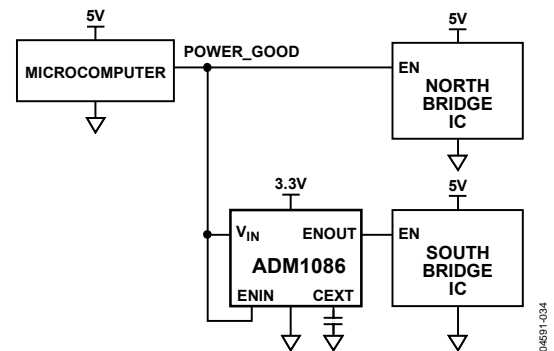 5V
MICROCOMPUTER
POWER_GOOD
5V
EN
NORTH
BRIDGE
IC
3.3V
VIN
ENOUT
ADM1086
ENIN
CEXT
5V
EN
SOUTH
BRIDGE
IC
04591-034